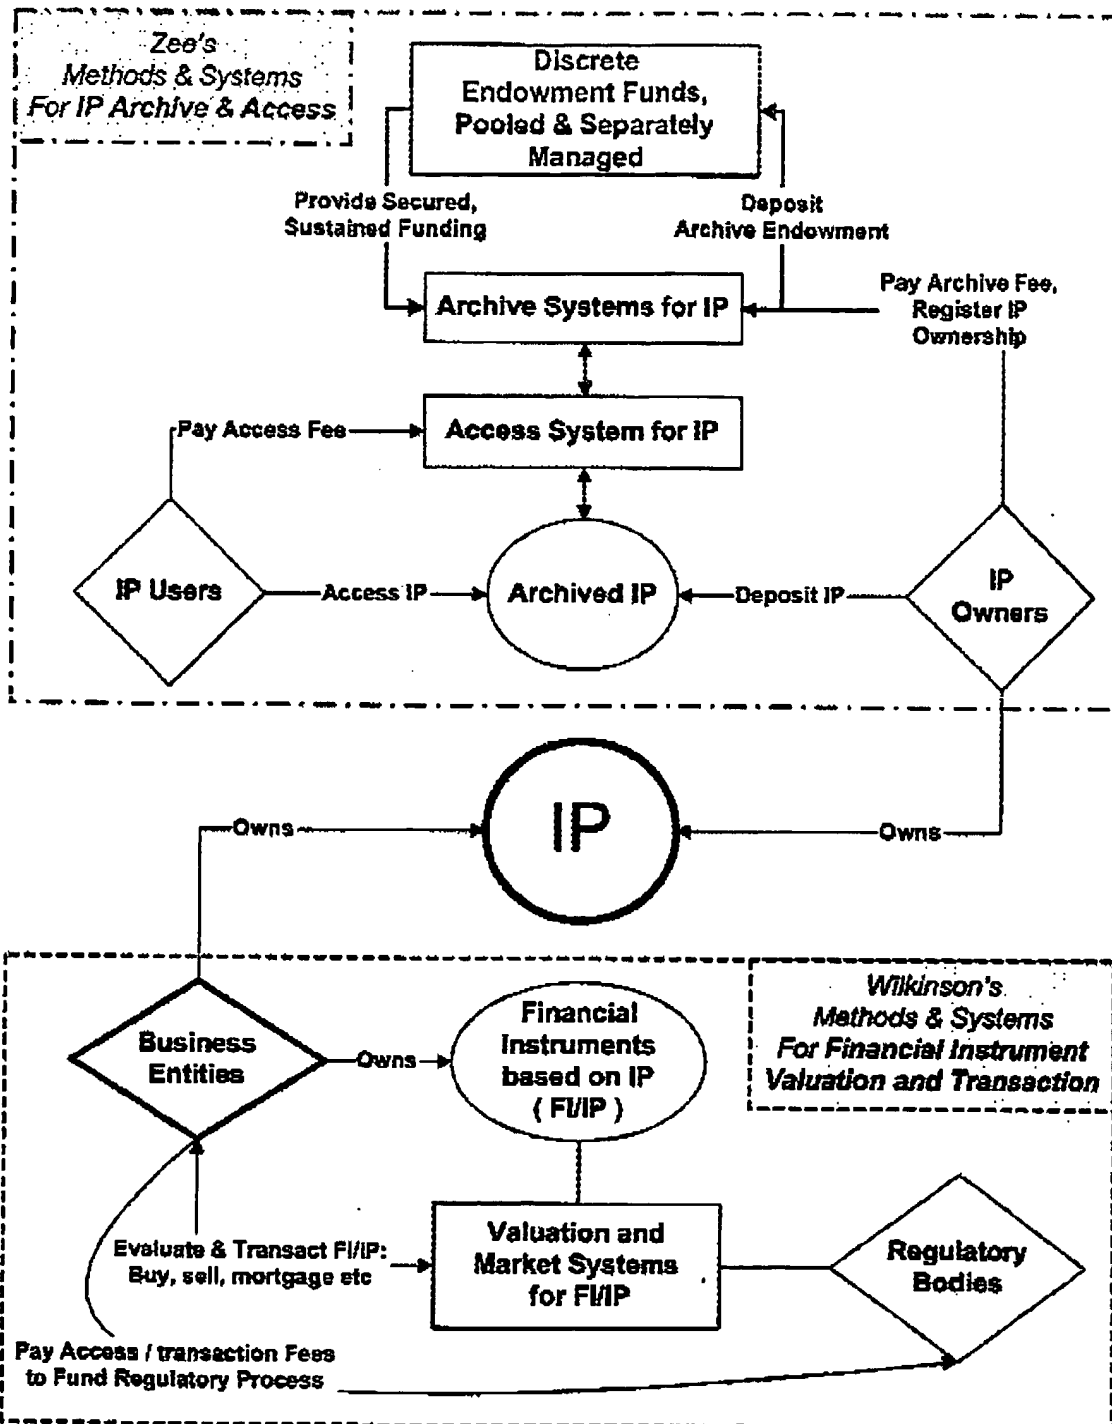 Zee's
Methods & Systems
For IP Archive & Access
Discrete
Endowment Funds,
Pooled & Separately
Managed
Provide Secured,
Sustained Funding
Deposit
Archive Endowment
Pay Archive Fee,
Register IP
Ownership
Archive Systems for IP
Pay Access Fee
Access System for IP
IP Users
Access IP
Archived IP
Deposit IP
IP
Owners
IP
Owns
Owns
Wilkinson's
Methods & Systems
For Financial Instrument
Valuation and Transaction
Business
Entities
Owns
Financial
Instruments
based on IP
( FI/IP )
Evaluate & Transact FI/IP:
Buy, sell, mortgage etc
Valuation and
Market Systems
for FI/IP
Regulatory
Bodies
Pay Access / transaction Fees
to Fund Regulatory Process